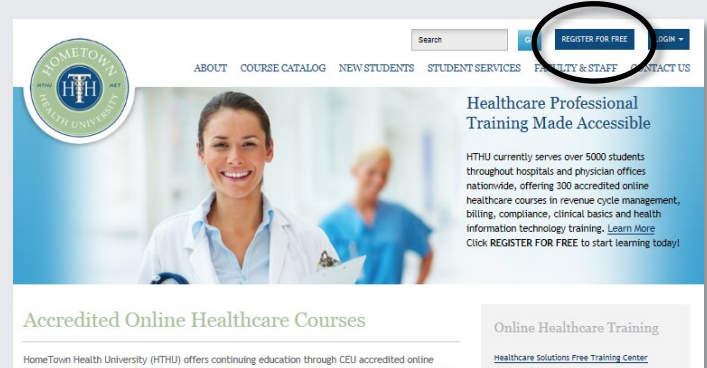 Search
REGISTER FOR FREE
LOGIN
HOMETOWN
HTHU
HTH
.NET
HEALTH UNIVERSITY
ABOUT COURSE CATALOG NEW STUDENTS STUDENT SERVICES FACULTY & STAFF CONTACT US
Healthcare Professional
Training Made Accessible
HTHU currently serves over 5000 students
throughout hospitals and physician offices
nationwide, offering 300 accredited online
healthcare courses in revenue cycle management,
billing, compliance, clinical basics and health
information technology training. Learn More
Click REGISTER FOR FREE to start learning today!
Accredited Online Healthcare Courses
Online Healthcare Training
HomeTown Health University (HTHU) offers continuing education through CEU accredited online
Healthcare Solutions Free Training Center